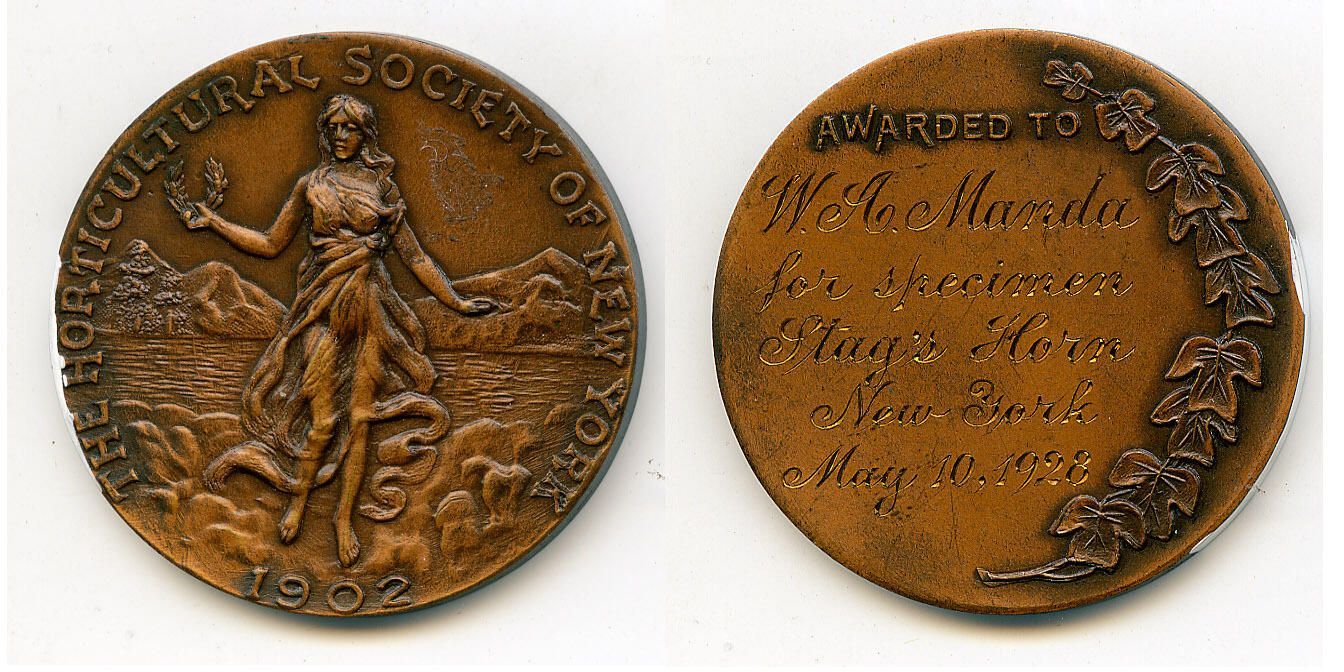 THE HORTICULTURAL SOCIETY OF NEW YORK
1902
AWARDED TO
W. A. Manda
for specimen
Stag's Horn
New York
May 10, 1928